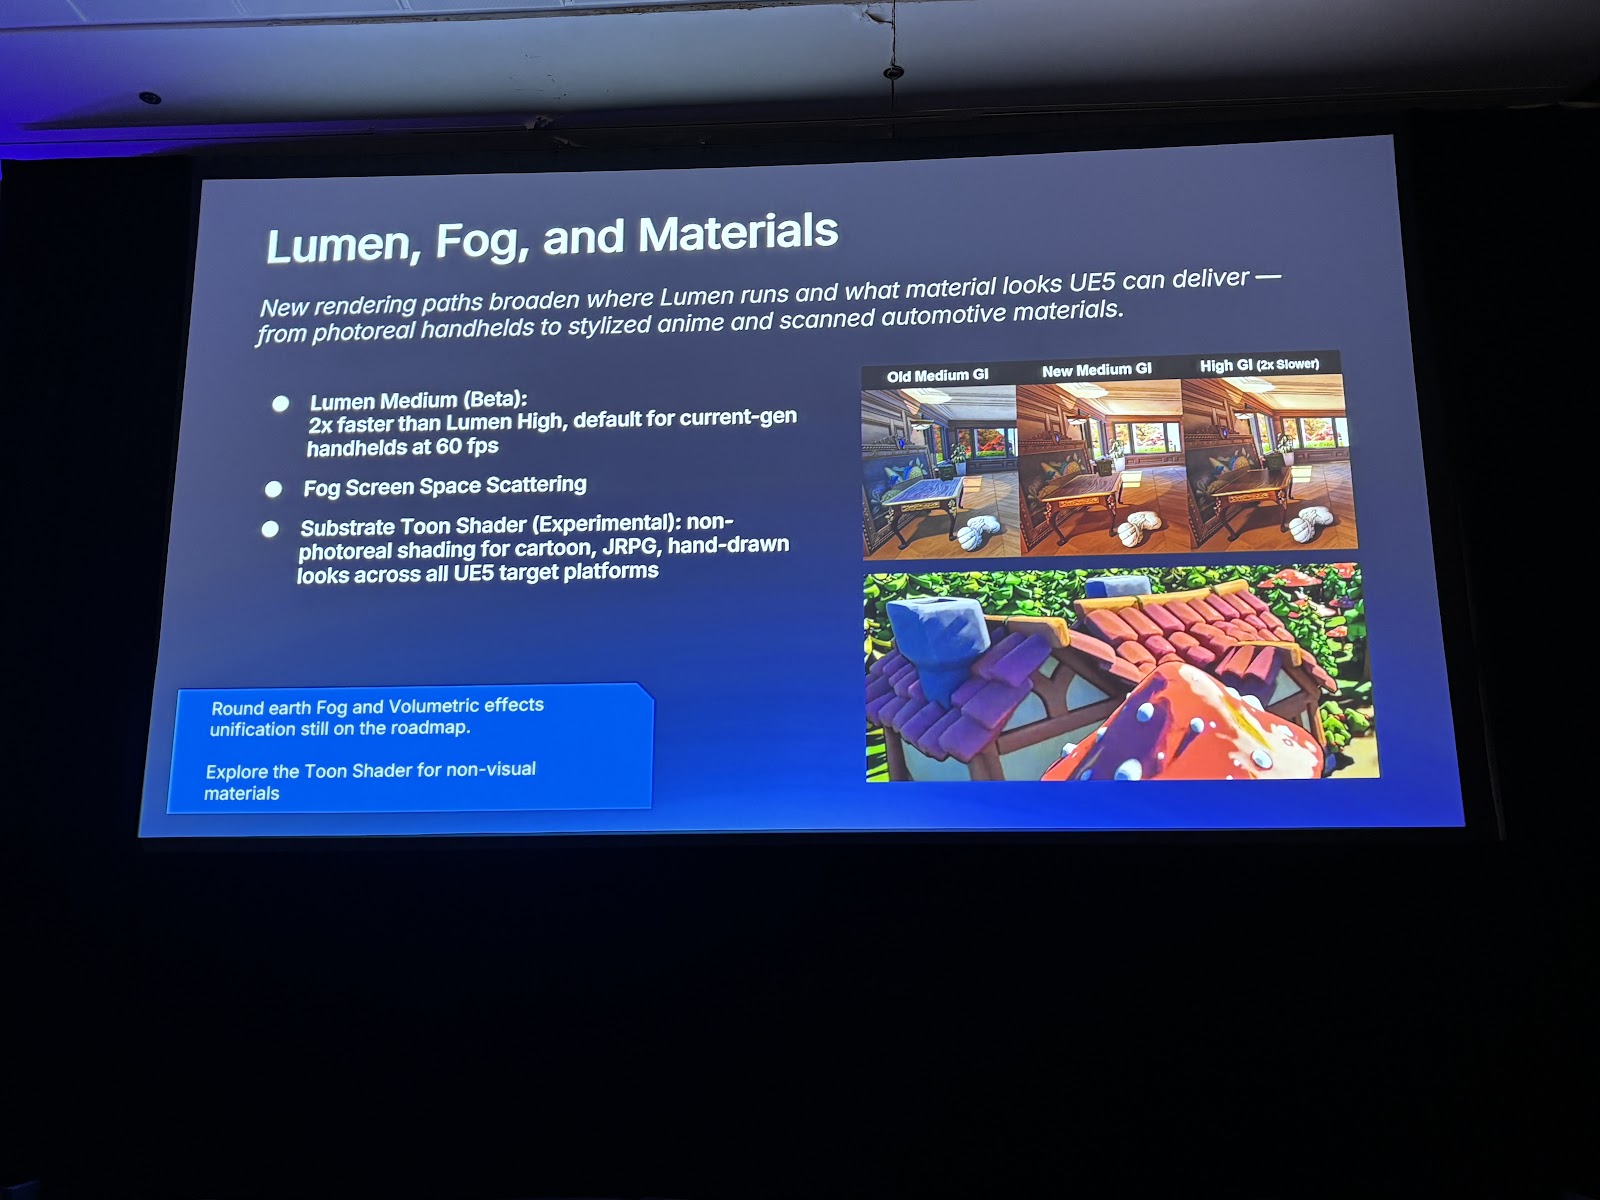 Lumen, Fog, and Materials
New rendering paths broaden where Lumen runs and what material looks UE5 can deliver —
from photoreal handhelds to stylized anime and scanned automotive materials.
● Lumen Medium (Beta):
2x faster than Lumen High, default for current-gen
handhelds at 60 fps
● Fog Screen Space Scattering
● Substrate Toon Shader (Experimental): non-
photoreal shading for cartoon, JRPG, hand-drawn
looks across all UE5 target platforms
Old Medium GI
New Medium GI
High GI (2x Slower)
Round earth Fog and Volumetric effects
unification still on the roadmap.
Explore the Toon Shader for non-visual
materials